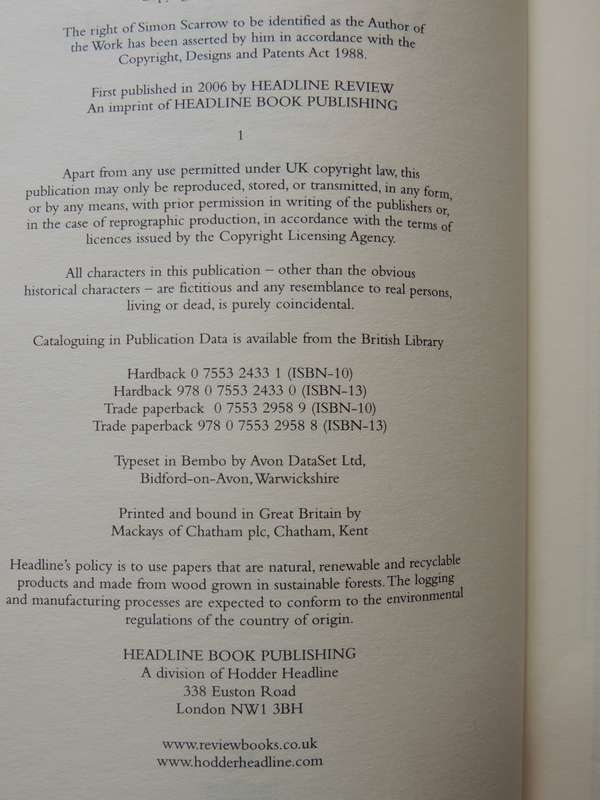 The right of Simon Scarrow to be identified as the Author of
the Work has been asserted by him in accordance with the
Copyright, Designs and Patents Act 1988.
First published in 2006 by HEADLINE REVIEW
An imprint of HEADLINE BOOK PUBLISHING
1
Apart from any use permitted under UK copyright law, this
publication may only be reproduced, stored, or transmitted, in any form,
or by any means, with prior permission in writing of the publishers or,
in the case of reprographic production, in accordance with the terms of
licences issued by the Copyright Licensing Agency.
All characters in this publication – other than the obvious
historical characters – are fictitious and any resemblance to real persons,
living or dead, is purely coincidental.
Cataloguing in Publication Data is available from the British Library
Hardback 0 7553 2433 1 (ISBN-10)
Hardback 978 0 7553 2433 0 (ISBN-13)
Trade paperback 0 7553 2958 9 (ISBN-10)
Trade paperback 978 0 7553 2958 8 (ISBN-13)
Typeset in Bembo by Avon DataSet Ltd,
Bidford-on-Avon, Warwickshire
Printed and bound in Great Britain by
Mackays of Chatham plc, Chatham, Kent
Headline's policy is to use papers that are natural, renewable and recyclable
products and made from wood grown in sustainable forests. The logging
and manufacturing processes are expected to conform to the environmental
regulations of the country of origin.
HEADLINE BOOK PUBLISHING
A division of Hodder Headline
338 Euston Road
London NW1 3BH
www.reviewbooks.co.uk
www.hodderheadline.com